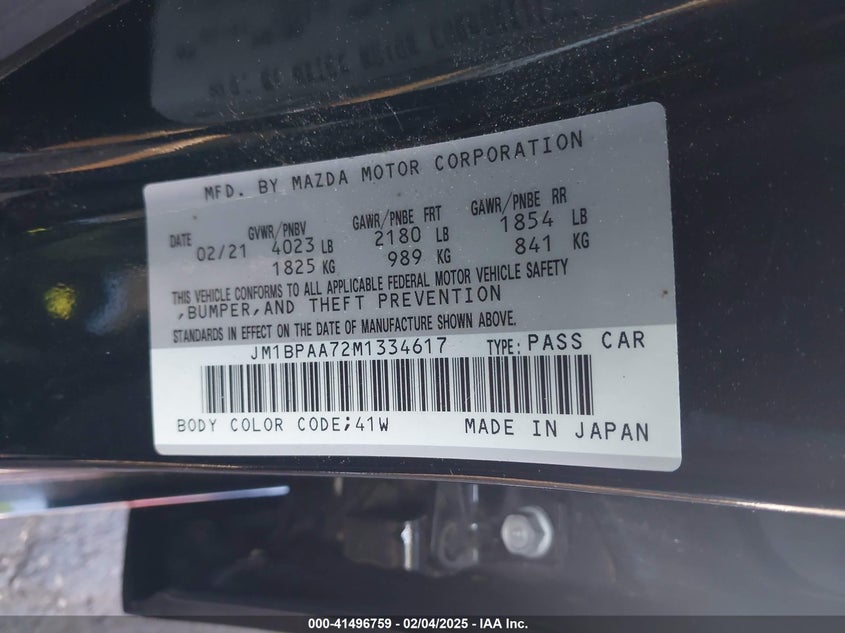 MFD. BY MAZDA MOTOR CORPORATION
DATE GVWR/PNBV GAWR/PNBE FRT GAWR/PNBE RR
02/21 4023 LB 2180 LB 1854 LB
1825 KG 989 KG 841 KG
THIS VEHICLE CONFORMS TO ALL APPLICABLE FEDERAL MOTOR VEHICLE SAFETY
,BUMPER,AND THEFT PREVENTION
STANDARDS IN EFFECT ON THE DATE OF MANUFACTURE SHOWN ABOVE.
JM1BPAA72M1334617 TYPE: PASS CAR
BODY COLOR CODE;41W MADE IN JAPAN
000-41496759 - 02/04/2025 - IAA Inc.